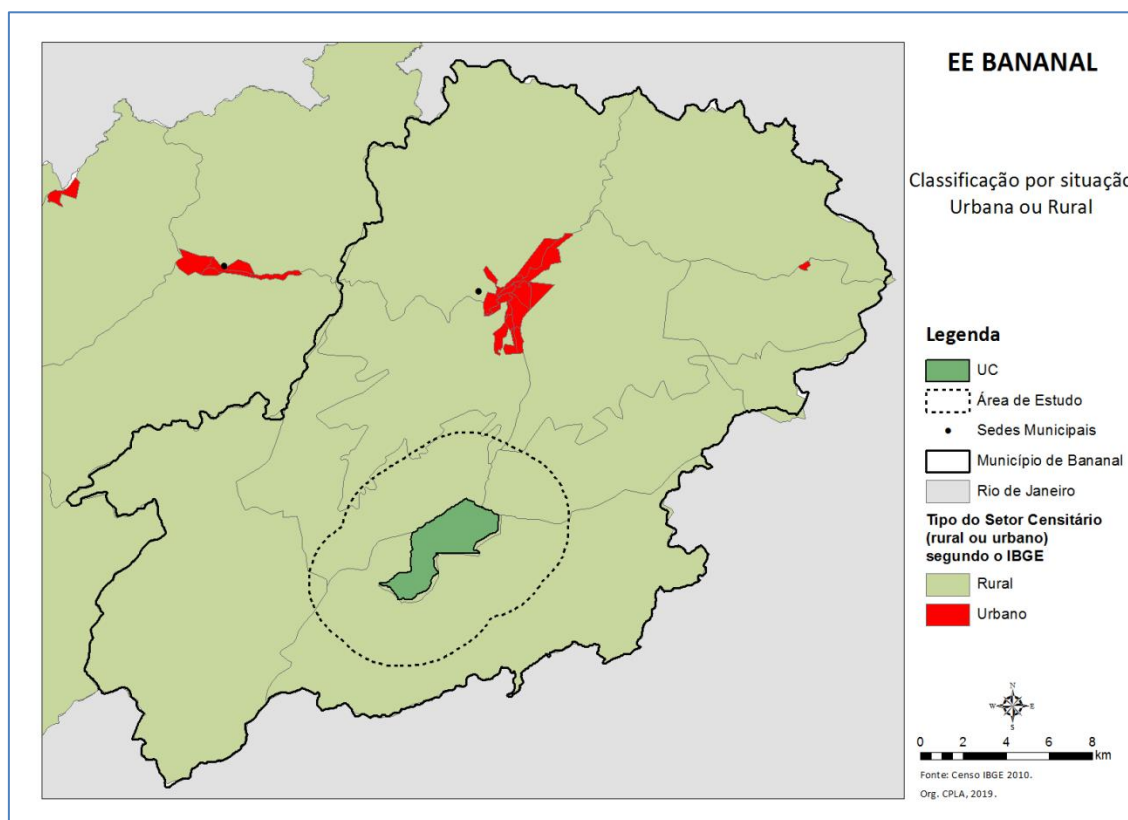 EE BANANAL
Classificação por situação
Urbana ou Rural
Legenda
UC
Área de Estudo
Sedes Municipais
Município de Bananal
Rio de Janeiro
Tipo do Setor Censitário
(rural ou urbano)
segundo o IBGE
Rural
Urbano
N
W E
S
0 2 4 6 8
km
Fonte: Censo IBGE 2010.
Org. CPLA, 2019.